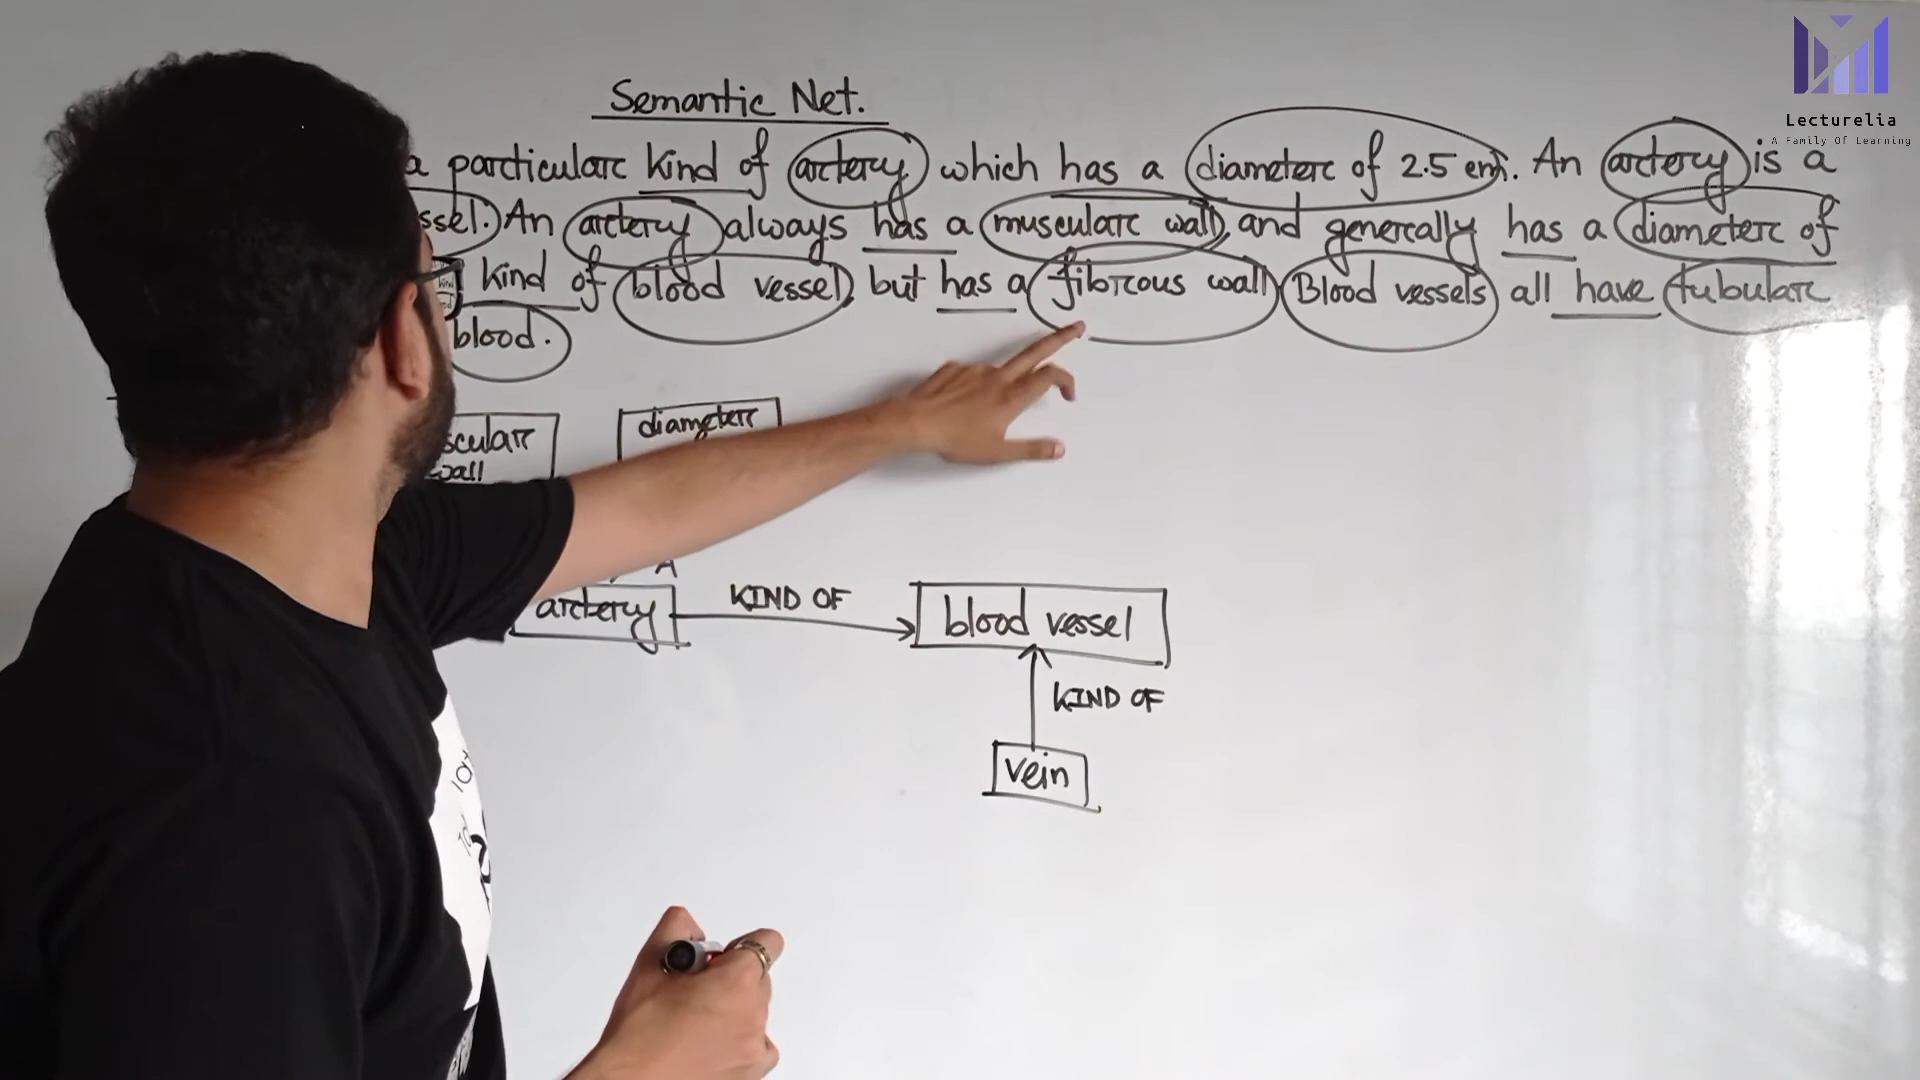 Semantic Net.
a particular kind of artery which has a diameter of 2.5 cm. An artery is a
ssel. An artery always has a muscular wall, and generally has a diameter of
kind of blood vessel, but has a fibrous wall. Blood vessels all have tubular
blood.
scular
wall
diameter
artery
KIND OF
blood vessel
KIND OF
vein
Lecturelia
A Family Of Learning